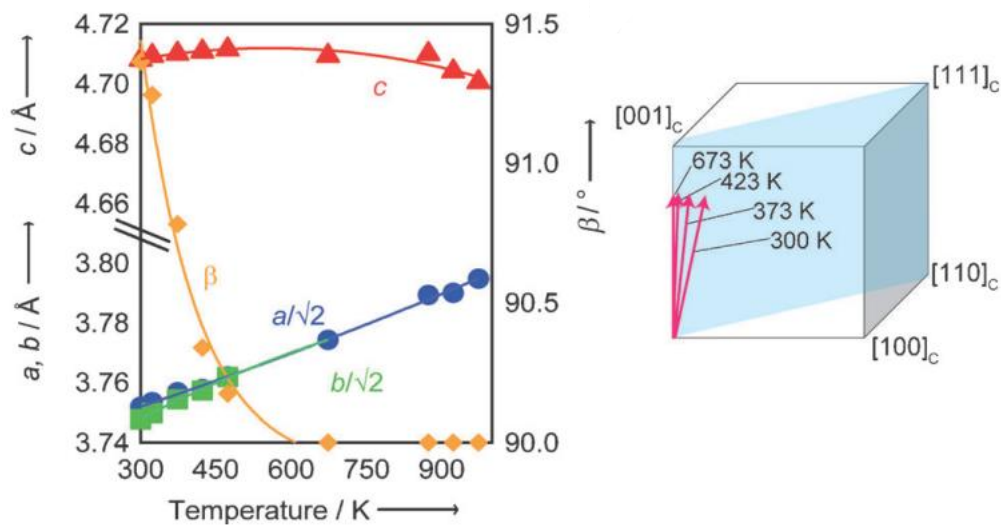 c / Å
a, b / Å
4.72
4.70
4.68
4.66
3.80
3.78
3.76
3.74
c
β
a/√2
b/√2
91.5
91.0
90.5
90.0
β/°
300
450
600
750
900
Temperature / K
[001]C
[111]C
673 K
423 K
373 K
300 K
[110]C
[100]C